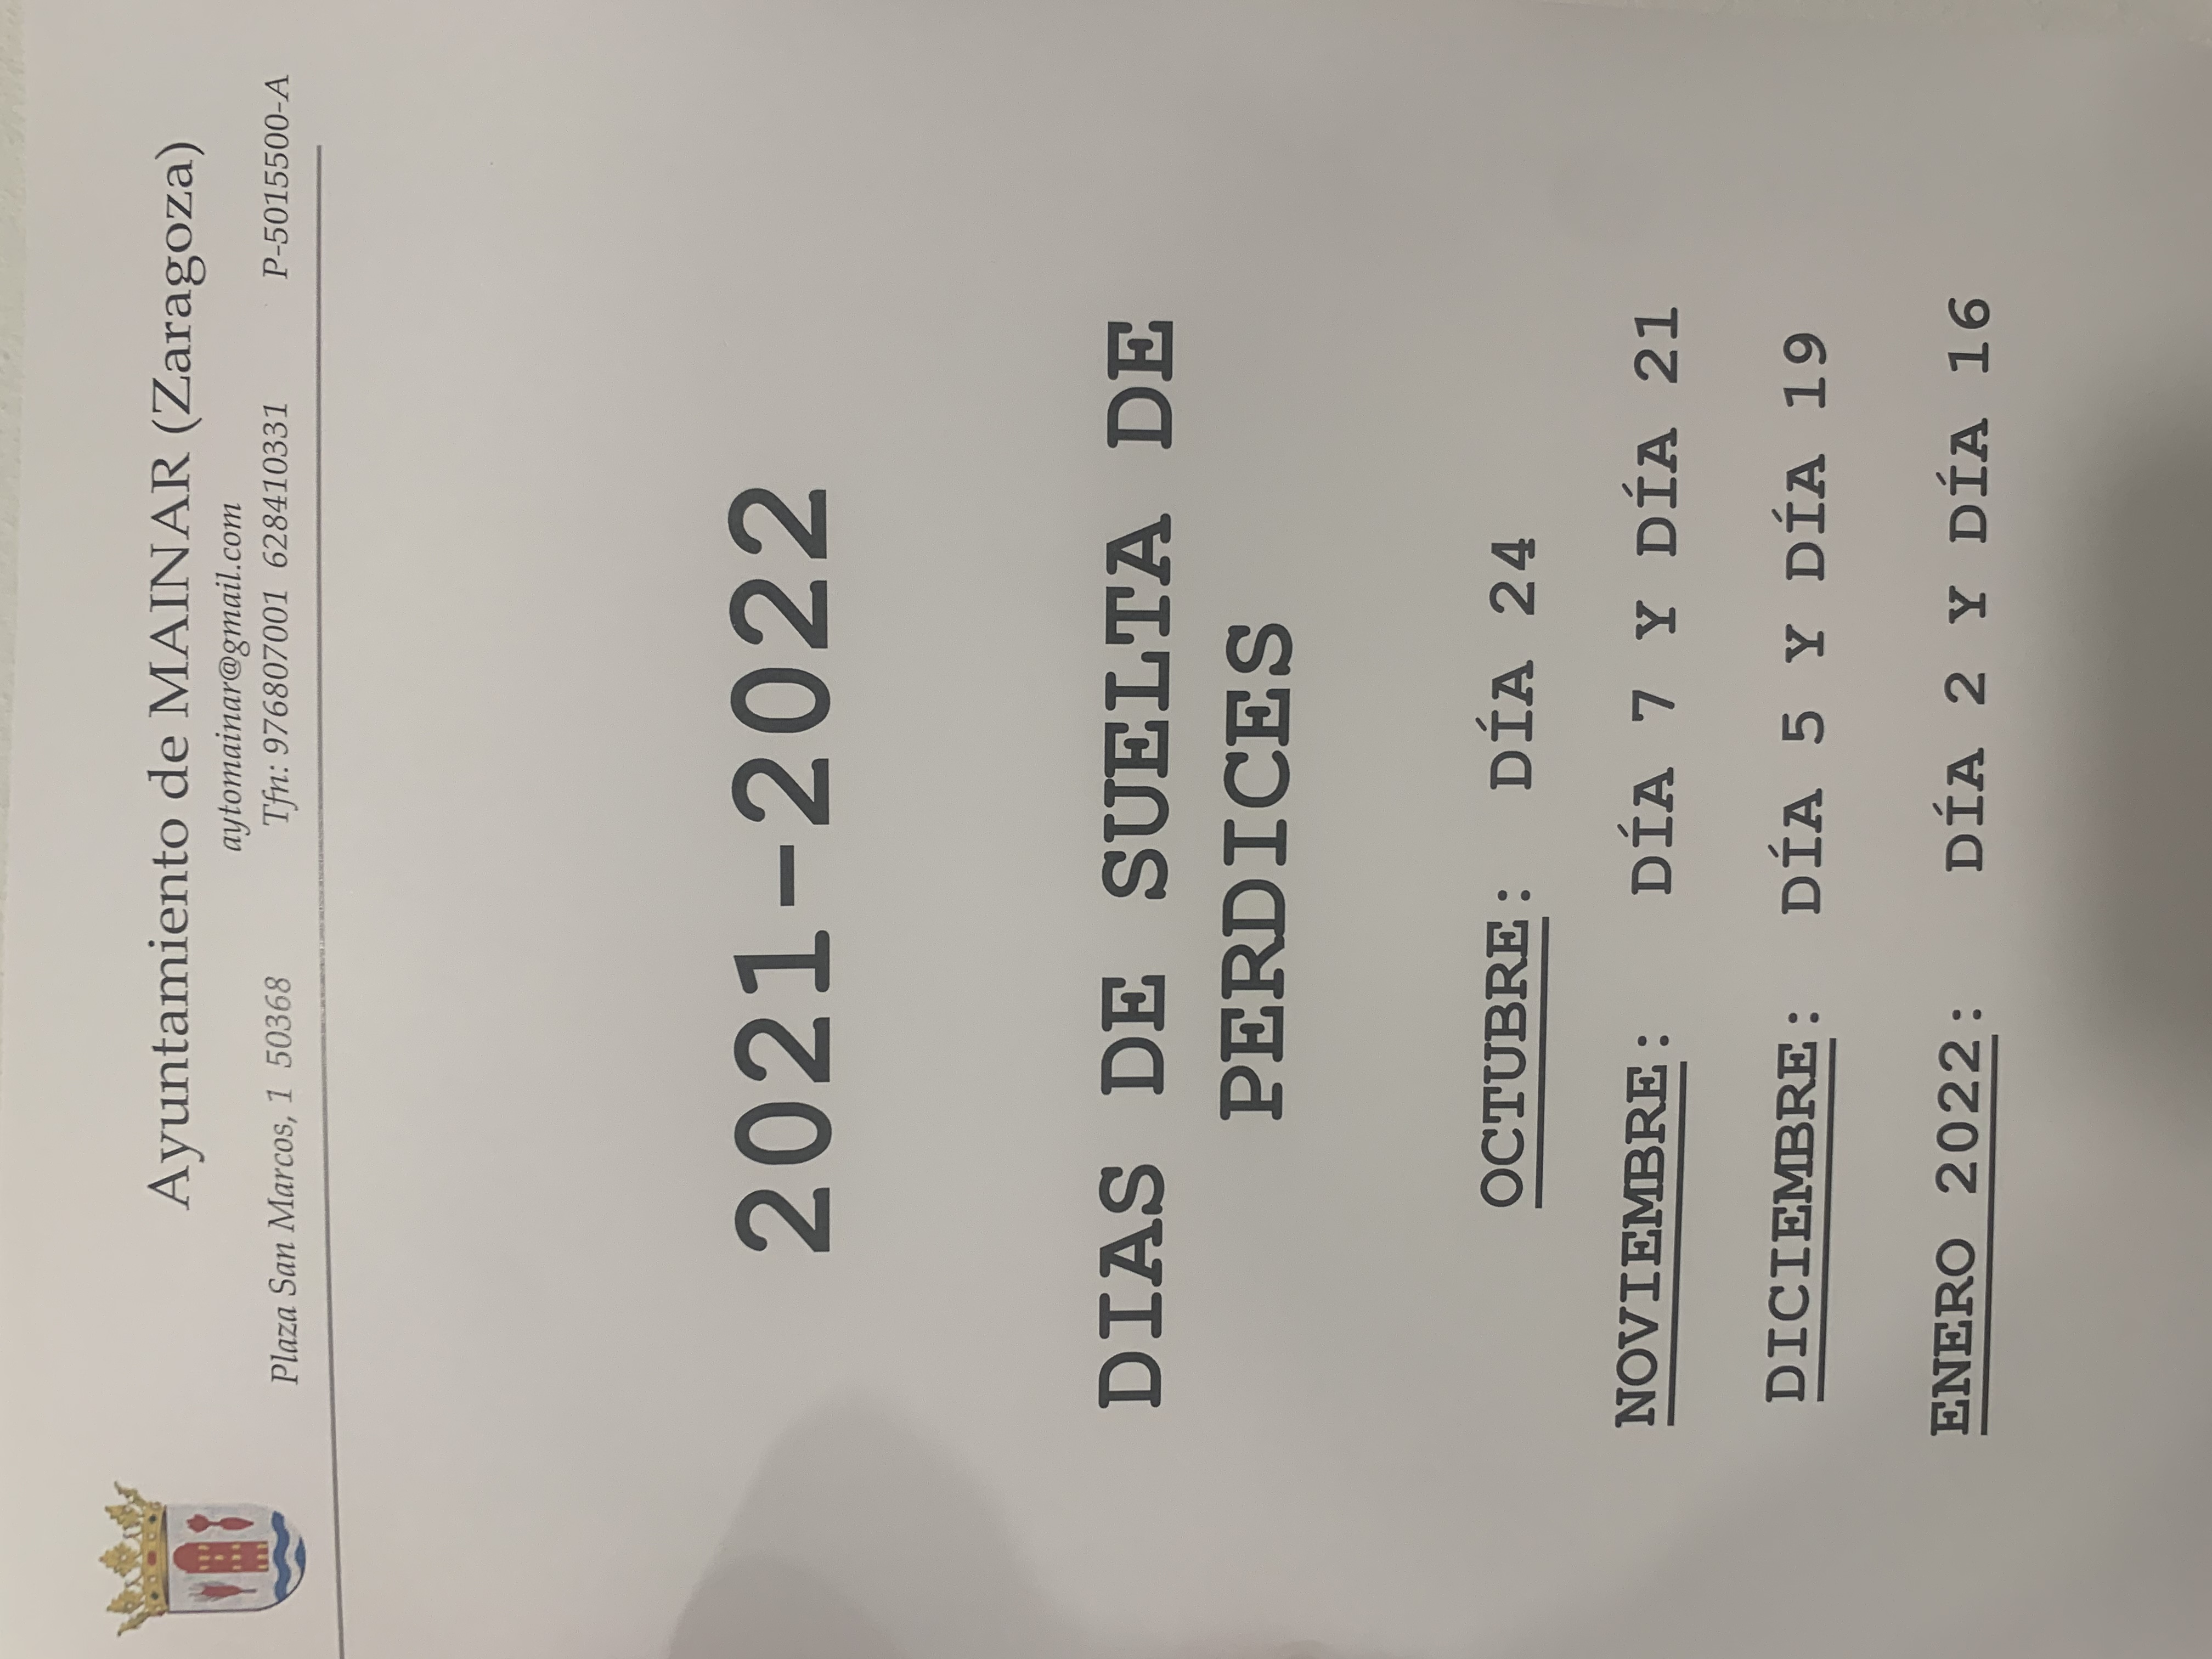 Ayuntamiento de MAINAR (Zaragoza)
aytomainar@gmail.com
Plaza San Marcos, 1 50368 Tfn: 976807001 628410331 P-5015500-A
2021-2022
DIAS DE SUELTA DE
PERDICES
OCTUBRE: DÍA 24
NOVIEMBRE: DÍA 7 Y DÍA 21
DICIEMBRE: DÍA 5 Y DÍA 19
ENERO 2022: DÍA 2 Y DÍA 16